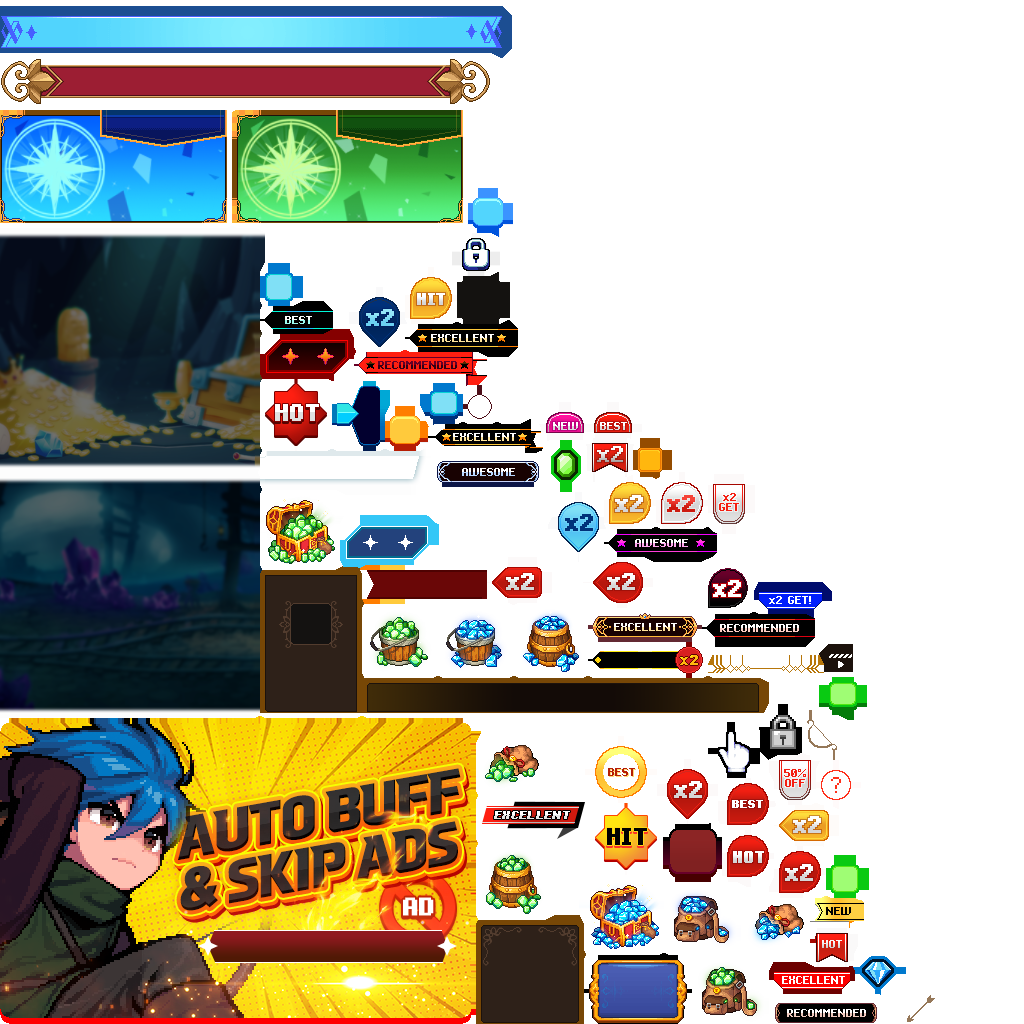 HIT
x2
BEST
★EXCELLENT★
★RECOMMENDED★
HOT
NEW
BEST
★EXCELLENT★
x2
AWESOME
x2
x2
x2
GET
x2
★ AWESOME ★
x2
x2
x2
x2 GET!
EXCELLENT
RECOMMENDED
x2
AUTO BUFF
& SKIP ADS
AD
BEST
50%
OFF
?
x2
BEST
EXCELLENT
x2
HIT
HOT
x2
NEW
HOT
EXCELLENT
RECOMMENDED